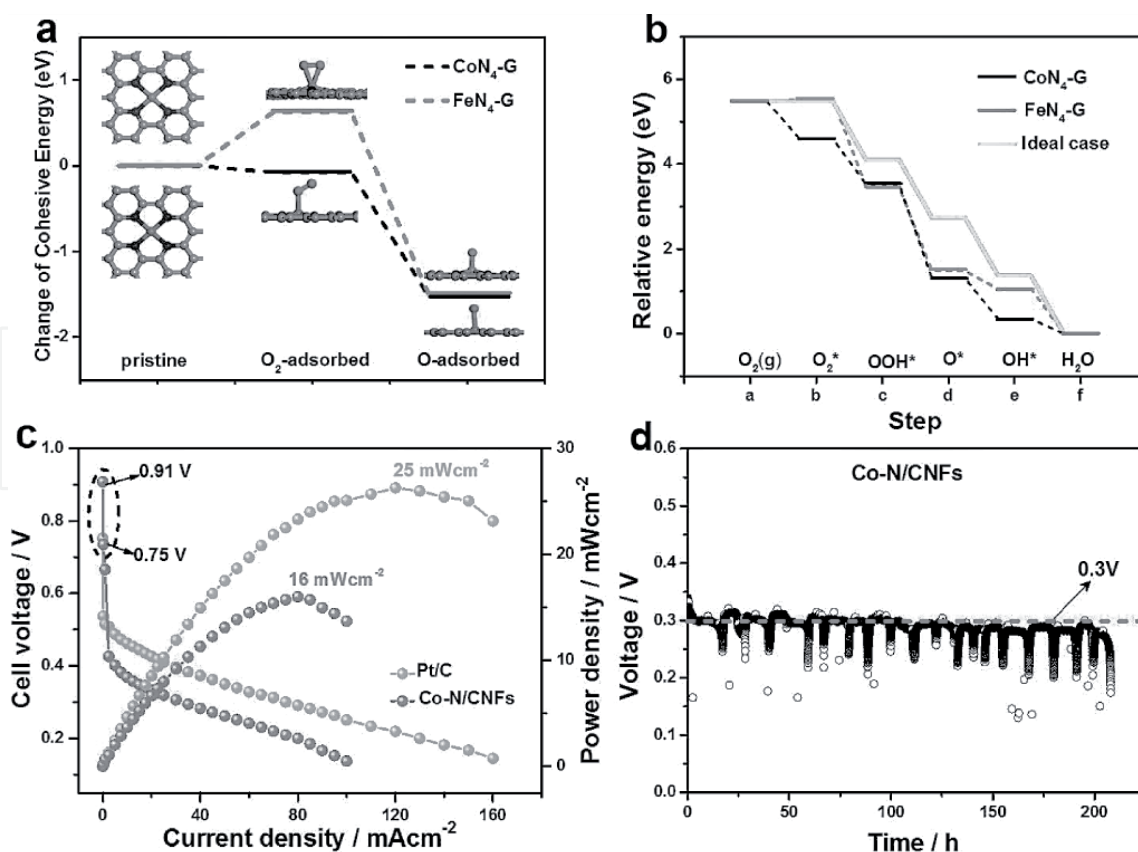 a
Change of Cohesive Energy (eV)
1
0
-1
-2
CoN₄-G
FeN₄-G
pristine
O₂-adsorbed
O-adsorbed
b
Relative energy (eV)
6
4
2
0
CoN₄-G
FeN₄-G
Ideal case
O₂(g)
O₂*
OOH*
O*
OH*
H₂O
a
b
c
d
e
f
Step
c
Cell voltage / V
1.0
0.8
0.6
0.4
0.2
0.91 V
0.75 V
25 mWcm⁻²
16 mWcm⁻²
Pt/C
Co-N/CNFs
30
20
10
0
Power density / mWcm⁻²
0
40
80
120
160
Current density / mAcm⁻²
d
Voltage / V
0.6
0.5
0.4
0.3
0.2
0.1
0.0
Co-N/CNFs
0.3V
0
50
100
150
200
Time / h